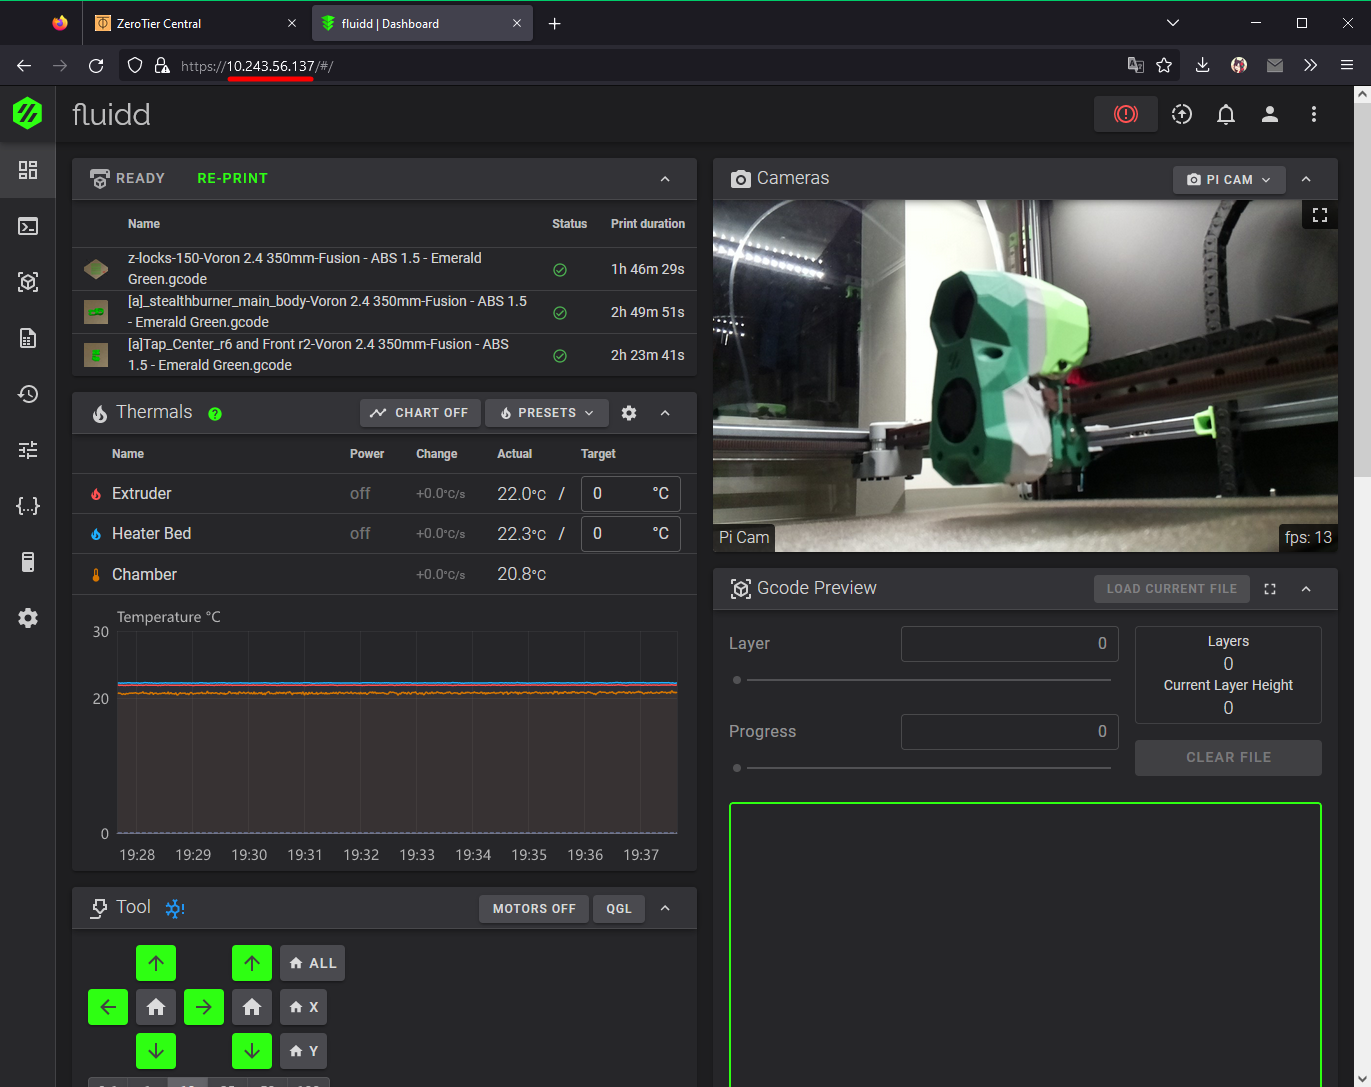 ZeroTier Central
fluidd | Dashboard
https://10.243.56.137/#/
fluidd
READY RE-PRINT
Name Status Print duration
z-locks-150-Voron 2.4 350mm-Fusion - ABS 1.5 - Emerald
Green.gcode
1h 46m 29s
[a]_stealthburner_main_body-Voron 2.4 350mm-Fusion - ABS 1.5
- Emerald Green.gcode
2h 49m 51s
[a]Tap_Center_r6 and Front r2-Voron 2.4 350mm-Fusion - ABS
1.5 - Emerald Green.gcode
2h 23m 41s
Thermals ? CHART OFF PRESETS
Name Power Change Actual Target
Extruder off +0.0°C/s 22.0°C / 0 °C
Heater Bed off +0.0°C/s 22.3°C / 0 °C
Chamber +0.0°C/s 20.8°C
Temperature °C
30
20
0
19:28 19:29 19:30 19:31 19:32 19:33 19:34 19:35 19:36 19:37
Tool MOTORS OFF QGL
ALL
X
Y
Cameras PI CAM
Pi Cam fps: 13
Gcode Preview LOAD CURRENT FILE
Layer 0
Progress 0
Layers
0
Current Layer Height
0
CLEAR FILE